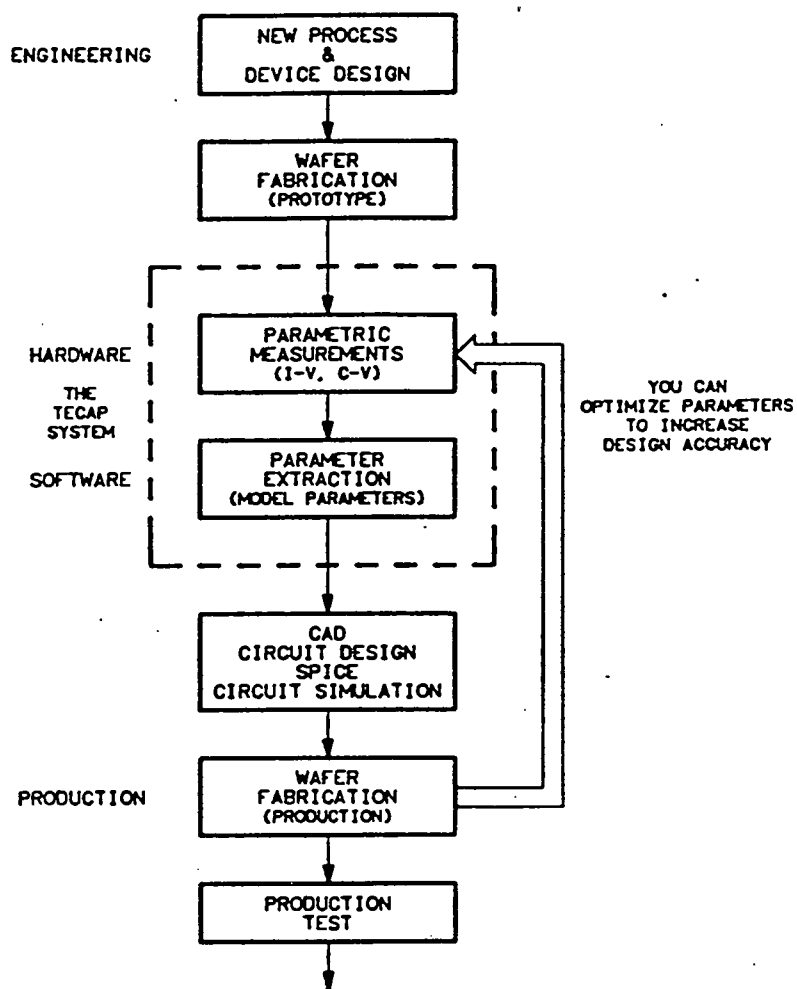 ENGINEERING
NEW PROCESS
&
DEVICE DESIGN
WAFER
FABRICATION
(PROTOTYPE)
HARDWARE
THE
TECAP
SYSTEM
SOFTWARE
PARAMETRIC
MEASUREMENTS
(I-V, C-V)
PARAMETER
EXTRACTION
(MODEL PARAMETERS)
YOU CAN
OPTIMIZE PARAMETERS
TO INCREASE
DESIGN ACCURACY
CAD
CIRCUIT DESIGN
SPICE
CIRCUIT SIMULATION
PRODUCTION
WAFER
FABRICATION
(PRODUCTION)
PRODUCTION
TEST